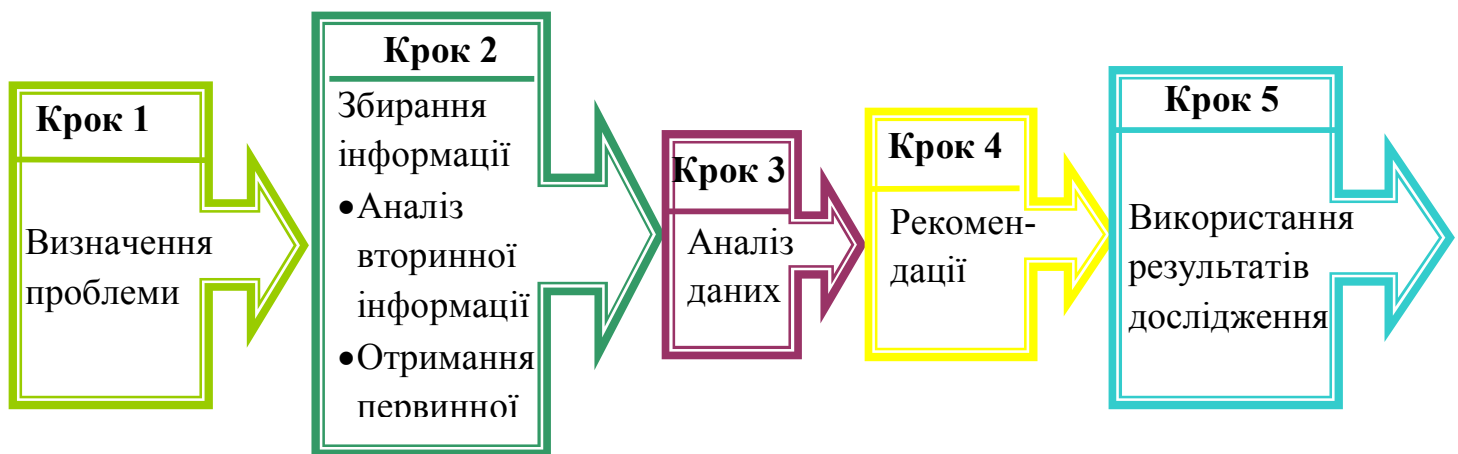 Крок 1
Визначення
проблеми
Крок 2
Збирання
інформації
•Аналіз
вторинної
інформації
•Отримання
первинної
Крок 3
Аналіз
даних
Крок 4
Рекомен-
дації
Крок 5
Використання
результатів
дослідження